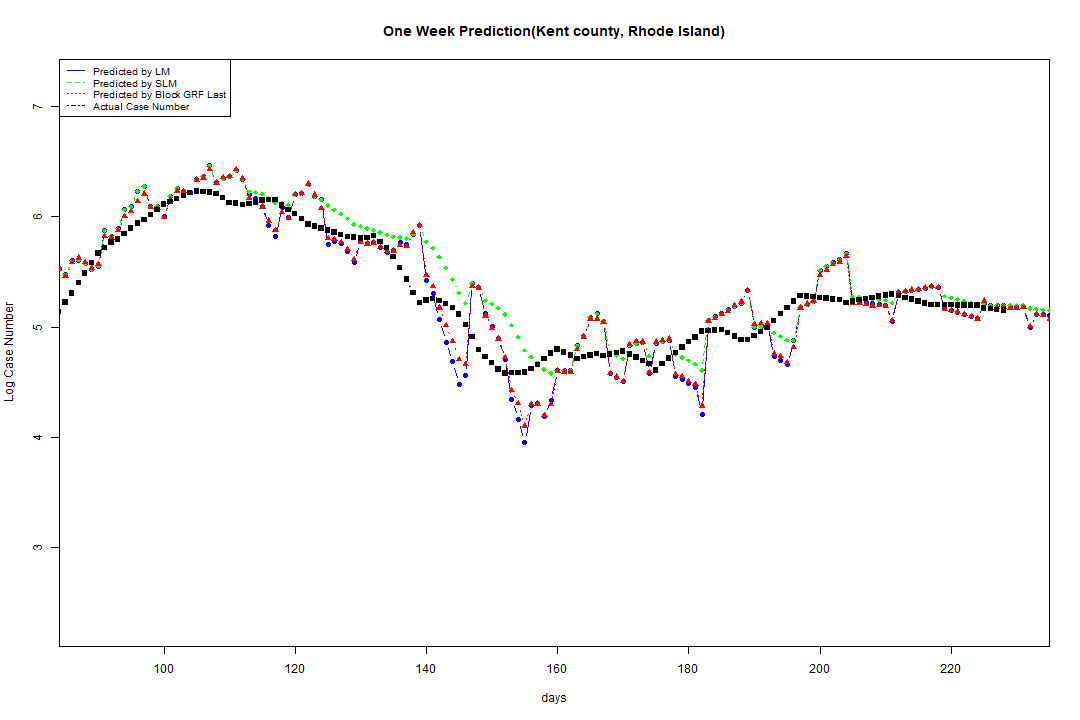 One Week Prediction(Kent county, Rhode Island)
Predicted by LM
Predicted by SLM
Predicted by Block GRF Last
Actual Case Number
7
6
5
4
3
Log Case Number
100 120 140 160 180 200 220
days